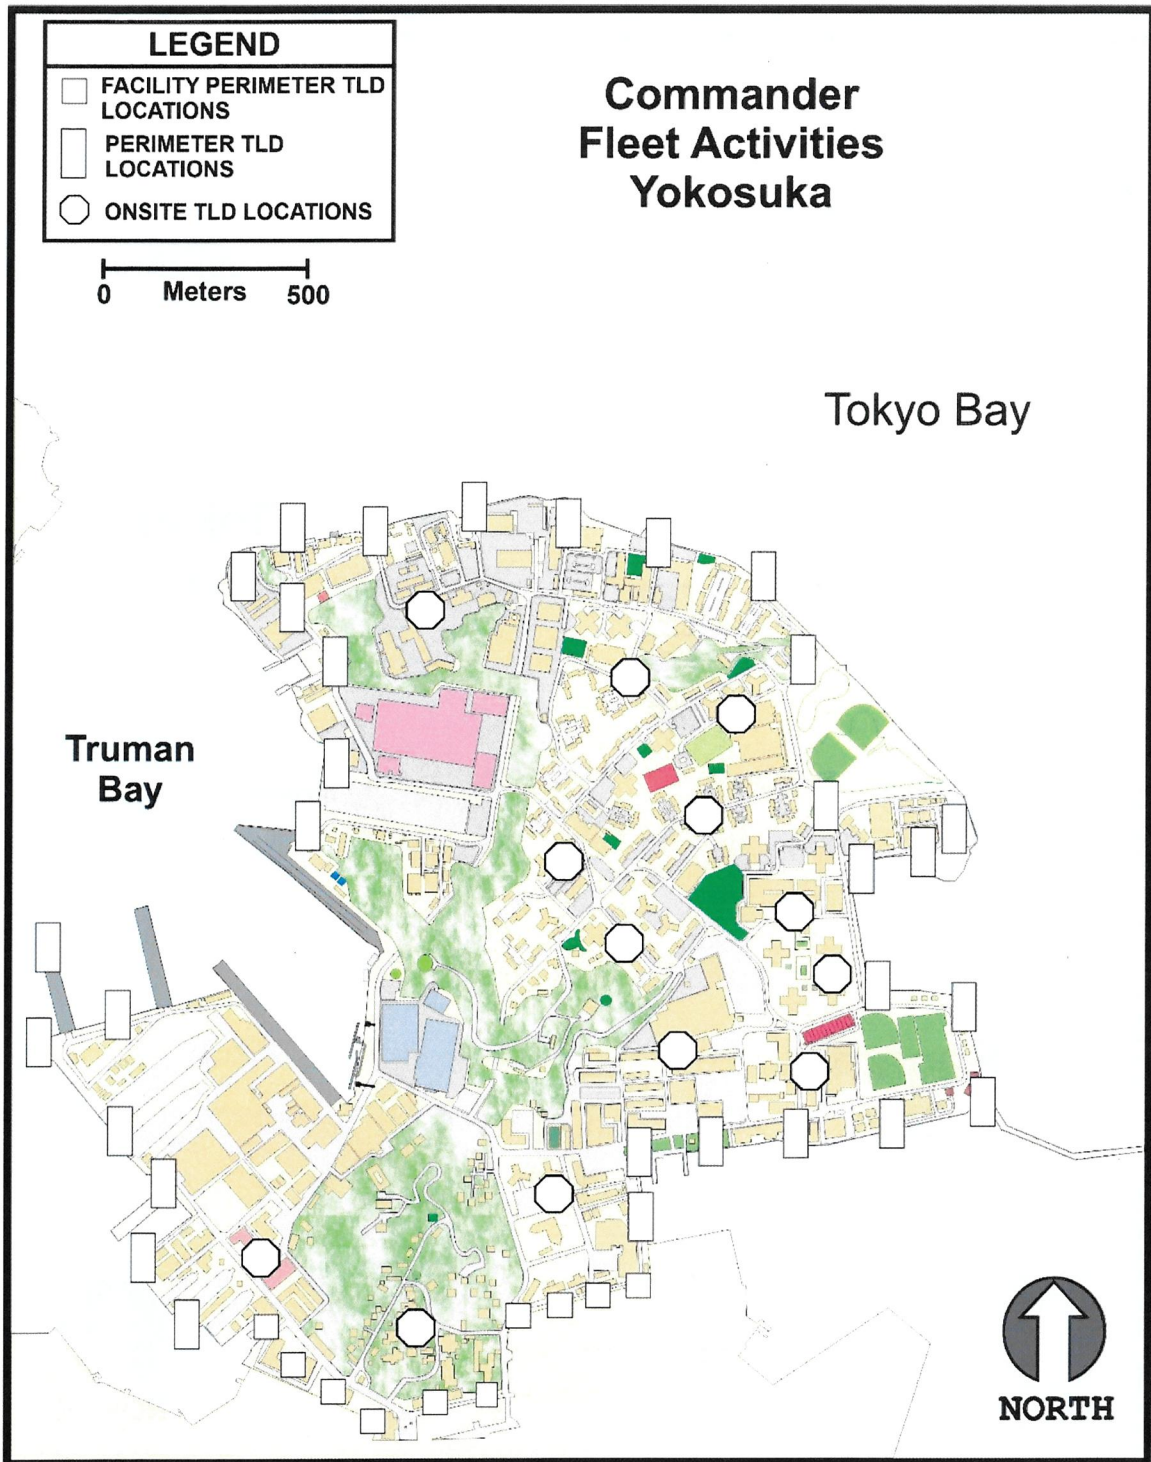 LEGEND
FACILITY PERIMETER TLD
LOCATIONS
PERIMETER TLD
LOCATIONS
ONSITE TLD LOCATIONS
0 Meters 500
Commander
Fleet Activities
Yokosuka
Tokyo Bay
Truman
Bay
NORTH